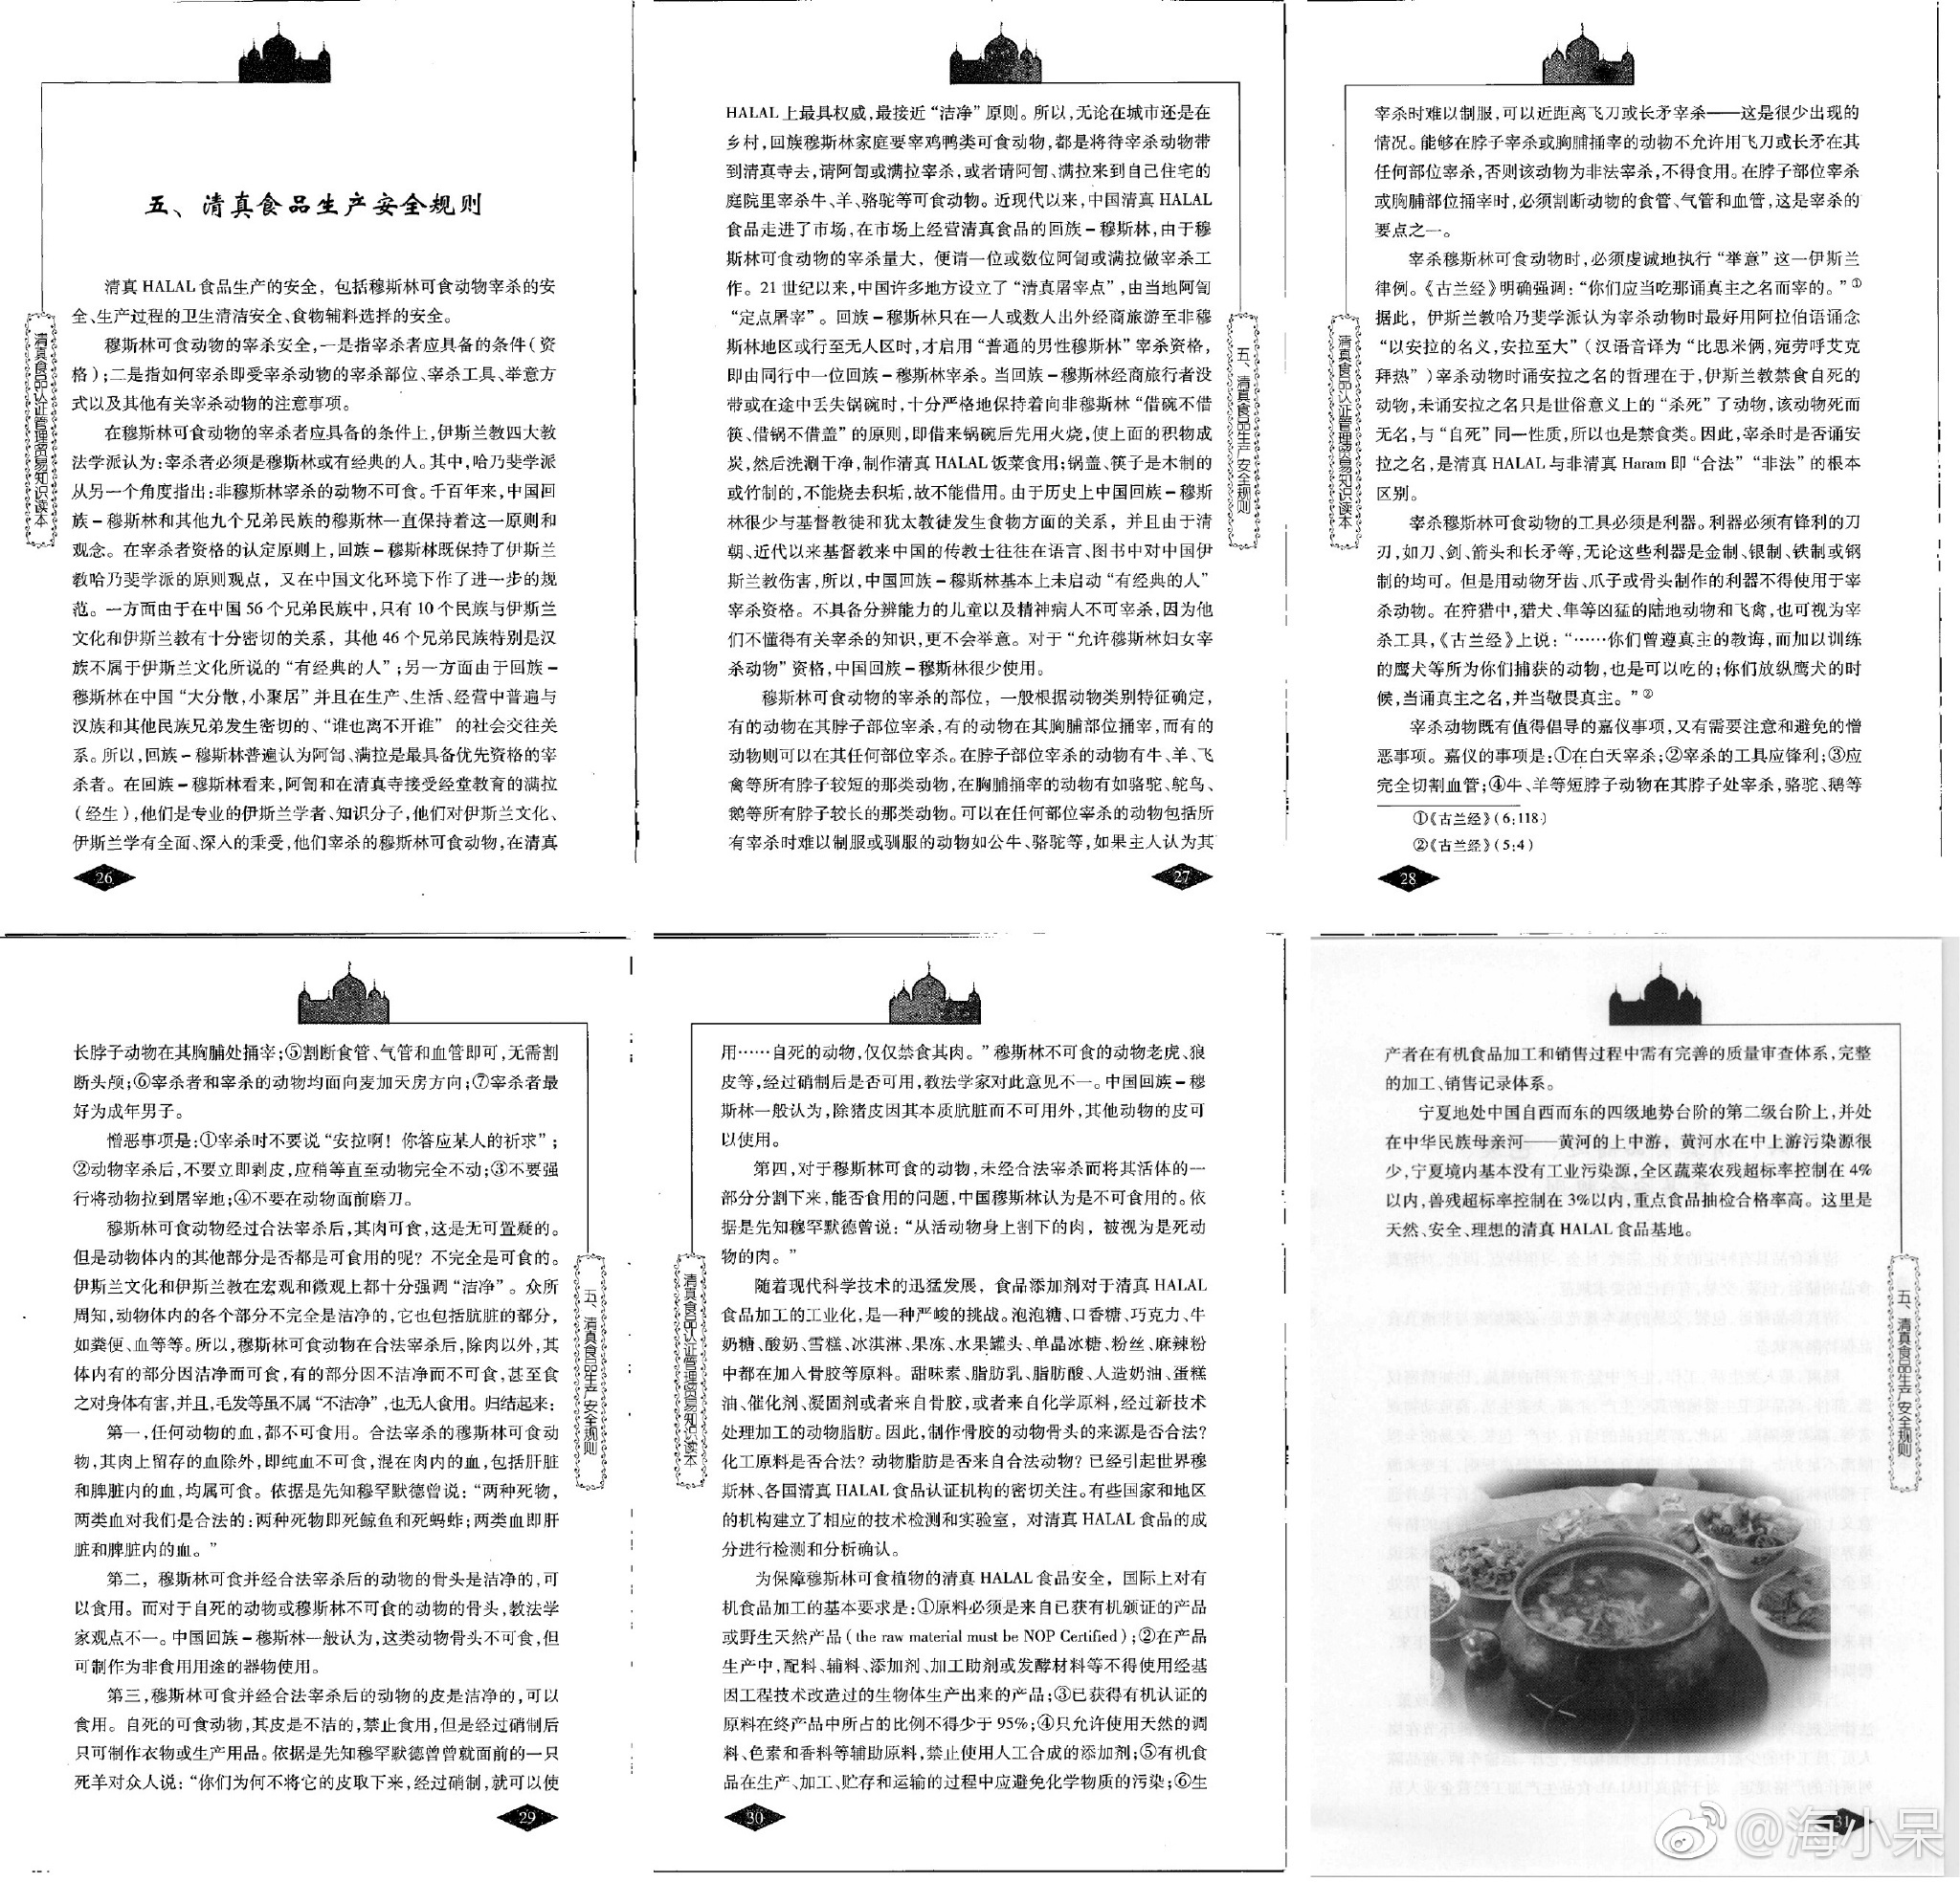 五、清真食品生产安全规则
清真 HALAL 食品生产的安全，包括穆斯林可食动物宰杀的安
全、生产过程的卫生清洁安全、食物辅料选择的安全。
穆斯林可食动物的宰杀安全,一是指宰杀者应具备的条件(资
格);二是指如何宰杀即受宰杀动物的宰杀部位、宰杀工具、举意方
式以及其他有关宰杀动物的注意事项。
在穆斯林可食动物的宰杀者应具备的条件上,伊斯兰教四大教
法学派认为:宰杀者必须是穆斯林或有经典的人。其中,哈乃斐学派
从另一个角度指出:非穆斯林宰杀的动物不可食。千百年来,中国回
族－穆斯林和其他九个兄弟民族的穆斯林一直保持着这一原则和
观念。在宰杀者资格的认定原则上,回族－穆斯林既保持了伊斯兰
教哈乃斐学派的原则观点，又在中国文化环境下作了进一步的规
范。一方面由于在中国 56 个兄弟民族中,只有 10 个民族与伊斯兰
文化和伊斯兰教有十分密切的关系，其他 46 个兄弟民族特别是汉
族不属于伊斯兰文化所说的“有经典的人”;另一方面由于回族－
穆斯林在中国“大分散,小聚居”并且在生产、生活、经营中普遍与
汉族和其他民族兄弟发生密切的、“谁也离不开谁” 的社会交往关
系。所以,回族－穆斯林普遍认为阿訇、满拉是最具备优先资格的宰
杀者。在回族－穆斯林看来,阿訇和在清真寺接受经堂教育的满拉
(经生),他们是专业的伊斯兰学者、知识分子,他们对伊斯兰文化、
伊斯兰学有全面、深入的秉受,他们宰杀的穆斯林可食动物,在清真
清真食品认证管理贸易知识读本
26
HALAL 上最具权威,最接近“洁净”原则。所以,无论在城市还是在
乡村,回族穆斯林家庭要宰鸡鸭类可食动物,都是将待宰杀动物带
到清真寺去,请阿訇或满拉宰杀,或者请阿訇、满拉来到自己住宅的
庭院里宰杀牛、羊、骆驼等可食动物。近现代以来,中国清真 HALAL
食品走进了市场,在市场上经营清真食品的回族－穆斯林,由于穆
斯林可食动物的宰杀量大，便请一位或数位阿訇或满拉做宰杀工
作。21 世纪以来,中国许多地方设立了“清真屠宰点”,由当地阿訇
“定点屠宰”。回族－穆斯林只在一人或数人出外经商旅游至非穆
斯林地区或行至无人区时,才启用“普通的男性穆斯林”宰杀资格,
即由同行中一位回族－穆斯林宰杀。当回族－穆斯林经商旅行者没
带或在途中丢失锅碗时,十分严格地保持着向非穆斯林“借碗不借
筷、借锅不借盖”的原则,即借来锅碗后先用火烧,使上面的积物成
炭,然后洗涮干净,制作清真 HALAL 饭菜食用;锅盖、筷子是木制的
或竹制的,不能烧去积垢,故不能借用。由于历史上中国回族－穆斯
林很少与基督教徒和犹太教徒发生食物方面的关系，并且由于清
朝、近代以来基督教来中国的传教士往往在语言、图书中对中国伊
斯兰教伤害,所以,中国回族－穆斯林基本上未启动“有经典的人”
宰杀资格。不具备分辨能力的儿童以及精神病人不可宰杀,因为他
们不懂得有关宰杀的知识,更不会举意。对于“允许穆斯林妇女宰
杀动物”资格,中国回族－穆斯林很少使用。
穆斯林可食动物的宰杀的部位，一般根据动物类别特征确定,
有的动物在其脖子部位宰杀,有的动物在其胸脯部位捅宰,而有的
动物则可以在其任何部位宰杀。在脖子部位宰杀的动物有牛、羊、飞
禽等所有脖子较短的那类动物,在胸脯捅宰的动物有如骆驼、鸵鸟、
鹅等所有脖子较长的那类动物。可以在任何部位宰杀的动物包括所
有宰杀时难以制服或驯服的动物如公牛、骆驼等,如果主人认为其
五、清真食品生产安全规则
27
宰杀时难以制服,可以近距离飞刀或长矛宰杀——这是很少出现的
情况。能够在脖子宰杀或胸脯捅宰的动物不允许用飞刀或长矛在其
任何部位宰杀,否则该动物为非法宰杀,不得食用。在脖子部位宰杀
或胸脯部位捅宰时,必须割断动物的食管、气管和血管,这是宰杀的
要点之一。
宰杀穆斯林可食动物时,必须虔诚地执行“举意”这一伊斯兰
律例。《古兰经》明确强调:“你们应当吃那诵真主之名而宰的。”①
据此，伊斯兰教哈乃斐学派认为宰杀动物时最好用阿拉伯语诵念
“以安拉的名义,安拉至大”(汉语音译为“比思米俩,宛劳呼艾克
拜热”)宰杀动物时诵安拉之名的哲理在于,伊斯兰教禁食自死的
动物,未诵安拉之名只是世俗意义上的“杀死”了动物,该动物死而
无名,与“自死”同一性质,所以也是禁食类。因此,宰杀时是否诵安
拉之名,是清真 HALAL 与非清真 Haram 即“合法”“非法”的根本
区别。
宰杀穆斯林可食动物的工具必须是利器。利器必须有锋利的刀
刃,如刀、剑、箭头和长矛等,无论这些利器是金制、银制、铁制或钢
制的均可。但是用动物牙齿、爪子或骨头制作的利器不得使用于宰
杀动物。在狩猎中,猎犬、隼等凶猛的陆地动物和飞禽,也可视为宰
杀工具,《古兰经》上说:“……你们曾遵真主的教诲,而加以训练
的鹰犬等所为你们捕获的动物,也是可以吃的;你们放纵鹰犬的时
候,当诵真主之名,并当敬畏真主。”②
宰杀动物既有值得倡导的嘉仪事项,又有需要注意和避免的憎
恶事项。嘉仪的事项是:①在白天宰杀;②宰杀的工具应锋利;③应
完全切割血管;④牛、羊等短脖子动物在其脖子处宰杀,骆驼、鹅等
①《古兰经》(6:118)
②《古兰经》(5:4)
清真食品认证管理贸易知识读本
28
长脖子动物在其胸脯处捅宰;⑤割断食管、气管和血管即可,无需割
断头颅;⑥宰杀者和宰杀的动物均面向麦加天房方向;⑦宰杀者最
好为成年男子。
憎恶事项是:①宰杀时不要说“安拉啊！你答应某人的祈求”;
②动物宰杀后,不要立即剥皮,应稍等直至动物完全不动;③不要强
行将动物拉到屠宰地;④不要在动物面前磨刀。
穆斯林可食动物经过合法宰杀后,其肉可食,这是无可置疑的。
但是动物体内的其他部分是否都是可食用的呢？不完全是可食的。
伊斯兰文化和伊斯兰教在宏观和微观上都十分强调“洁净”。众所
周知,动物体内的各个部分不完全是洁净的,它也包括肮脏的部分,
如粪便、血等等。所以,穆斯林可食动物在合法宰杀后,除肉以外,其
体内有的部分因洁净而可食,有的部分因不洁净而不可食,甚至食
之对身体有害,并且,毛发等虽不属“不洁净”,也无人食用。归结起来:
第一,任何动物的血,都不可食用。合法宰杀的穆斯林可食动
物,其肉上留存的血除外,即纯血不可食,混在肉内的血,包括肝脏
和脾脏内的血,均属可食。依据是先知穆罕默德曾说:“两种死物,
两类血对我们是合法的:两种死物即死鲸鱼和死蚂蚱;两类血即肝
脏和脾脏内的血。”
第二，穆斯林可食并经合法宰杀后的动物的骨头是洁净的,可
以食用。而对于自死的动物或穆斯林不可食的动物的骨头,教法学
家观点不一。中国回族－穆斯林一般认为,这类动物骨头不可食,但
可制作为非食用用途的器物使用。
第三,穆斯林可食并经合法宰杀后的动物的皮是洁净的,可以
食用。自死的可食动物,其皮是不洁的,禁止食用,但是经过硝制后
只可制作衣物或生产用品。依据是先知穆罕默德曾曾就面前的一只
死羊对众人说:“你们为何不将它的皮取下来,经过硝制,就可以使
五、清真食品生产安全规则
29
用……自死的动物,仅仅禁食其肉。”穆斯林不可食的动物老虎、狼
皮等,经过硝制后是否可用,教法学家对此意见不一。中国回族－穆
斯林一般认为,除猪皮因其本质肮脏而不可用外,其他动物的皮可
以使用。
第四,对于穆斯林可食的动物,未经合法宰杀而将其活体的一
部分分割下来,能否食用的问题,中国穆斯林认为是不可食用的。依
据是先知穆罕默德曾说:“从活动物身上割下的肉，被视为是死动
物的肉。”
随着现代科学技术的迅猛发展，食品添加剂对于清真 HALAL
食品加工的工业化,是一种严峻的挑战。泡泡糖、口香糖、巧克力、牛
奶糖、酸奶、雪糕、冰淇淋、果冻、水果罐头、单晶冰糖、粉丝、麻辣粉
中都在加入骨胶等原料。甜味素、脂肪乳、脂肪酸、人造奶油、蛋糕
油、催化剂、凝固剂或者来自骨胶,或者来自化学原料,经过新技术
处理加工的动物脂肪。因此,制作骨胶的动物骨头的来源是否合法？
化工原料是否合法？动物脂肪是否来自合法动物？已经引起世界穆
斯林、各国清真 HALAL 食品认证机构的密切关注。有些国家和地区
的机构建立了相应的技术检测和实验室，对清真 HALAL 食品的成
分进行检测和分析确认。
为保障穆斯林可食植物的清真 HALAL 食品安全，国际上对有
机食品加工的基本要求是:①原料必须是来自已获有机颁证的产品
或野生天然产品(the raw material must be NOP Certified);②在产品
生产中,配料、辅料、添加剂、加工助剂或发酵材料等不得使用经基
因工程技术改造过的生物体生产出来的产品;③已获得有机认证的
原料在终产品中所占的比例不得少于 95%;④只允许使用天然的调
料、色素和香料等辅助原料,禁止使用人工合成的添加剂;⑤有机食
品在生产、加工、贮存和运输的过程中应避免化学物质的污染;⑥生
清真食品认证管理贸易知识读本
30
产者在有机食品加工和销售过程中需有完善的质量审查体系,完整
的加工、销售记录体系。
宁夏地处中国自西而东的四级地势台阶的第二级台阶上,并处
在中华民族母亲河——黄河的上中游，黄河水在中上游污染源很
少,宁夏境内基本没有工业污染源,全区蔬菜农残超标率控制在 4%
以内,兽残超标率控制在 3%以内,重点食品抽检合格率高。这里是
天然、安全、理想的清真 HALAL 食品基地。
五、清真食品生产安全规则
31
@海小呆